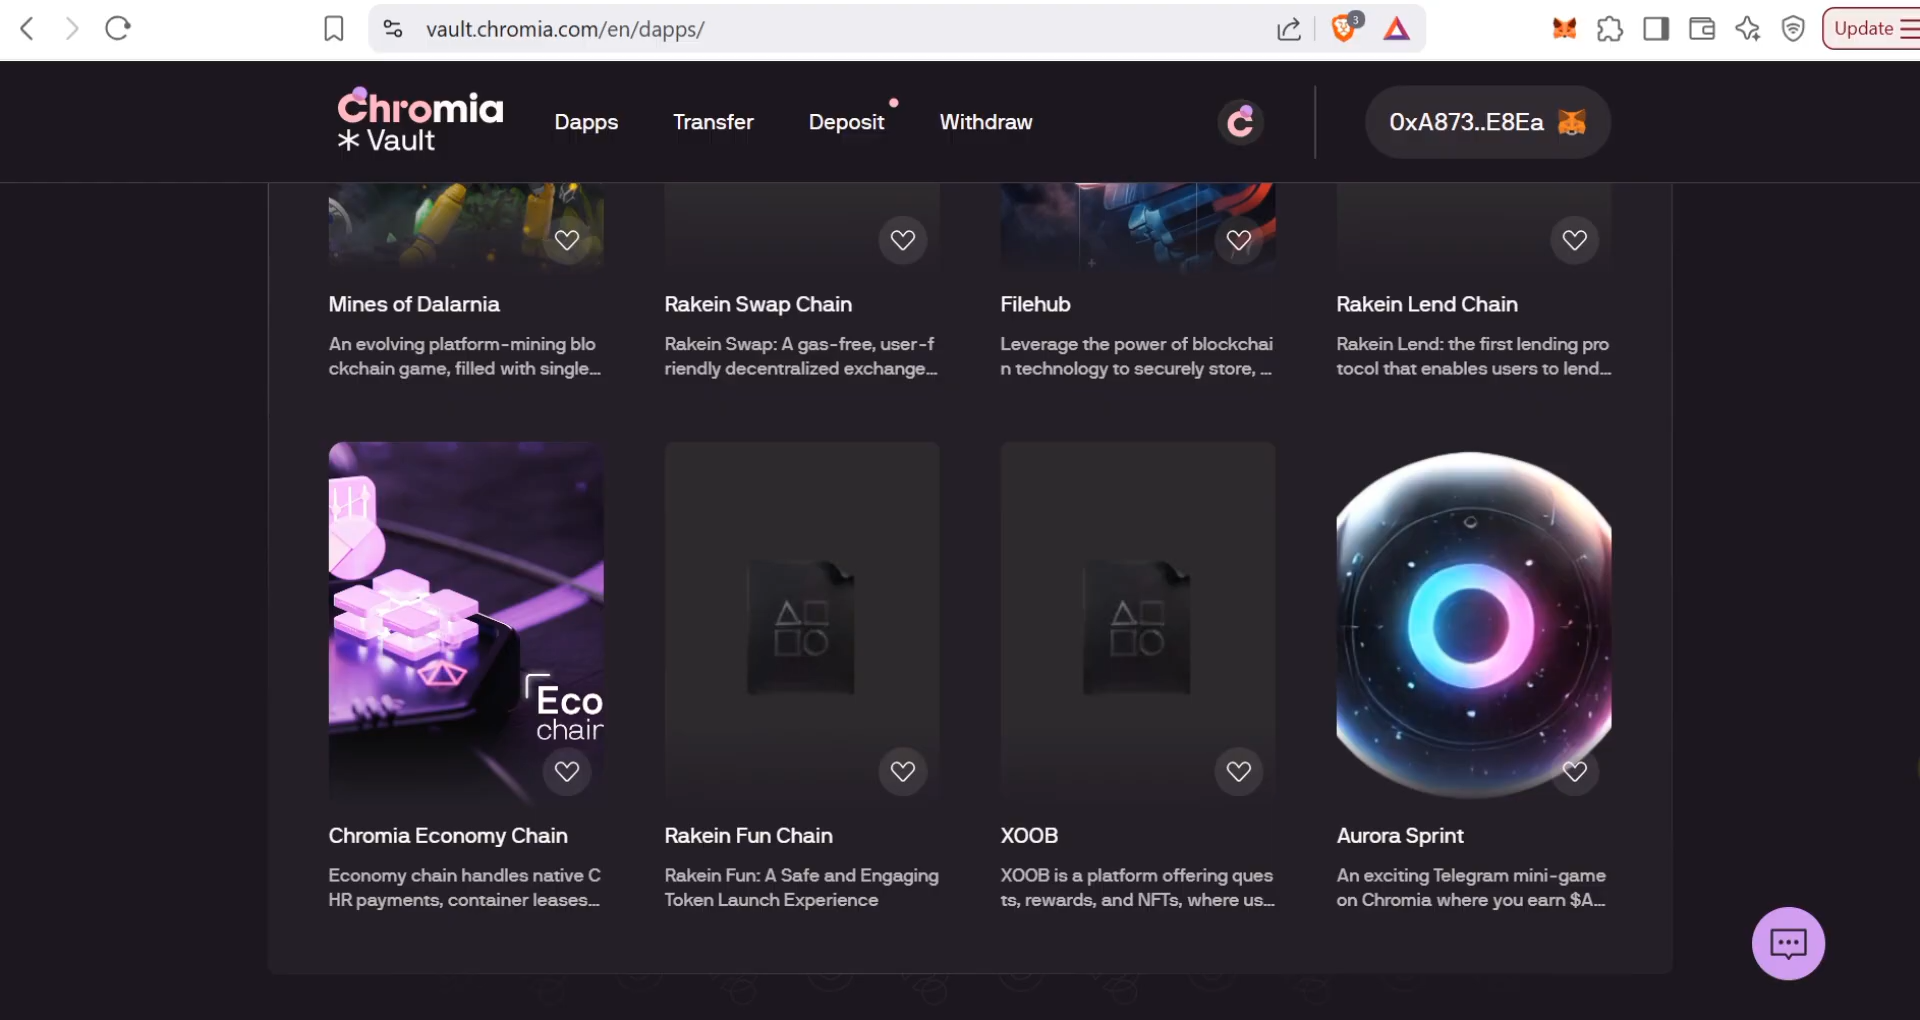 vault.chromia.com/en/dapps/
3
Update
Chromia
Vault
Dapps
Transfer
Deposit
Withdraw
0xA873..E8Ea
Mines of Dalarnia
An evolving platform-mining blo
ckchain game, filled with single...
Rakein Swap Chain
Rakein Swap: A gas-free, user-f
riendly decentralized exchange...
Filehub
Leverage the power of blockchai
n technology to securely store, ...
Rakein Lend Chain
Rakein Lend: the first lending pro
tocol that enables users to lend...
Eco
chain
Chromia Economy Chain
Economy chain handles native C
HR payments, container leases...
Rakein Fun Chain
Rakein Fun: A Safe and Engaging
Token Launch Experience
XOOB
XOOB is a platform offering ques
ts, rewards, and NFTs, where us...
Aurora Sprint
An exciting Telegram mini-game
on Chromia where you earn $A...